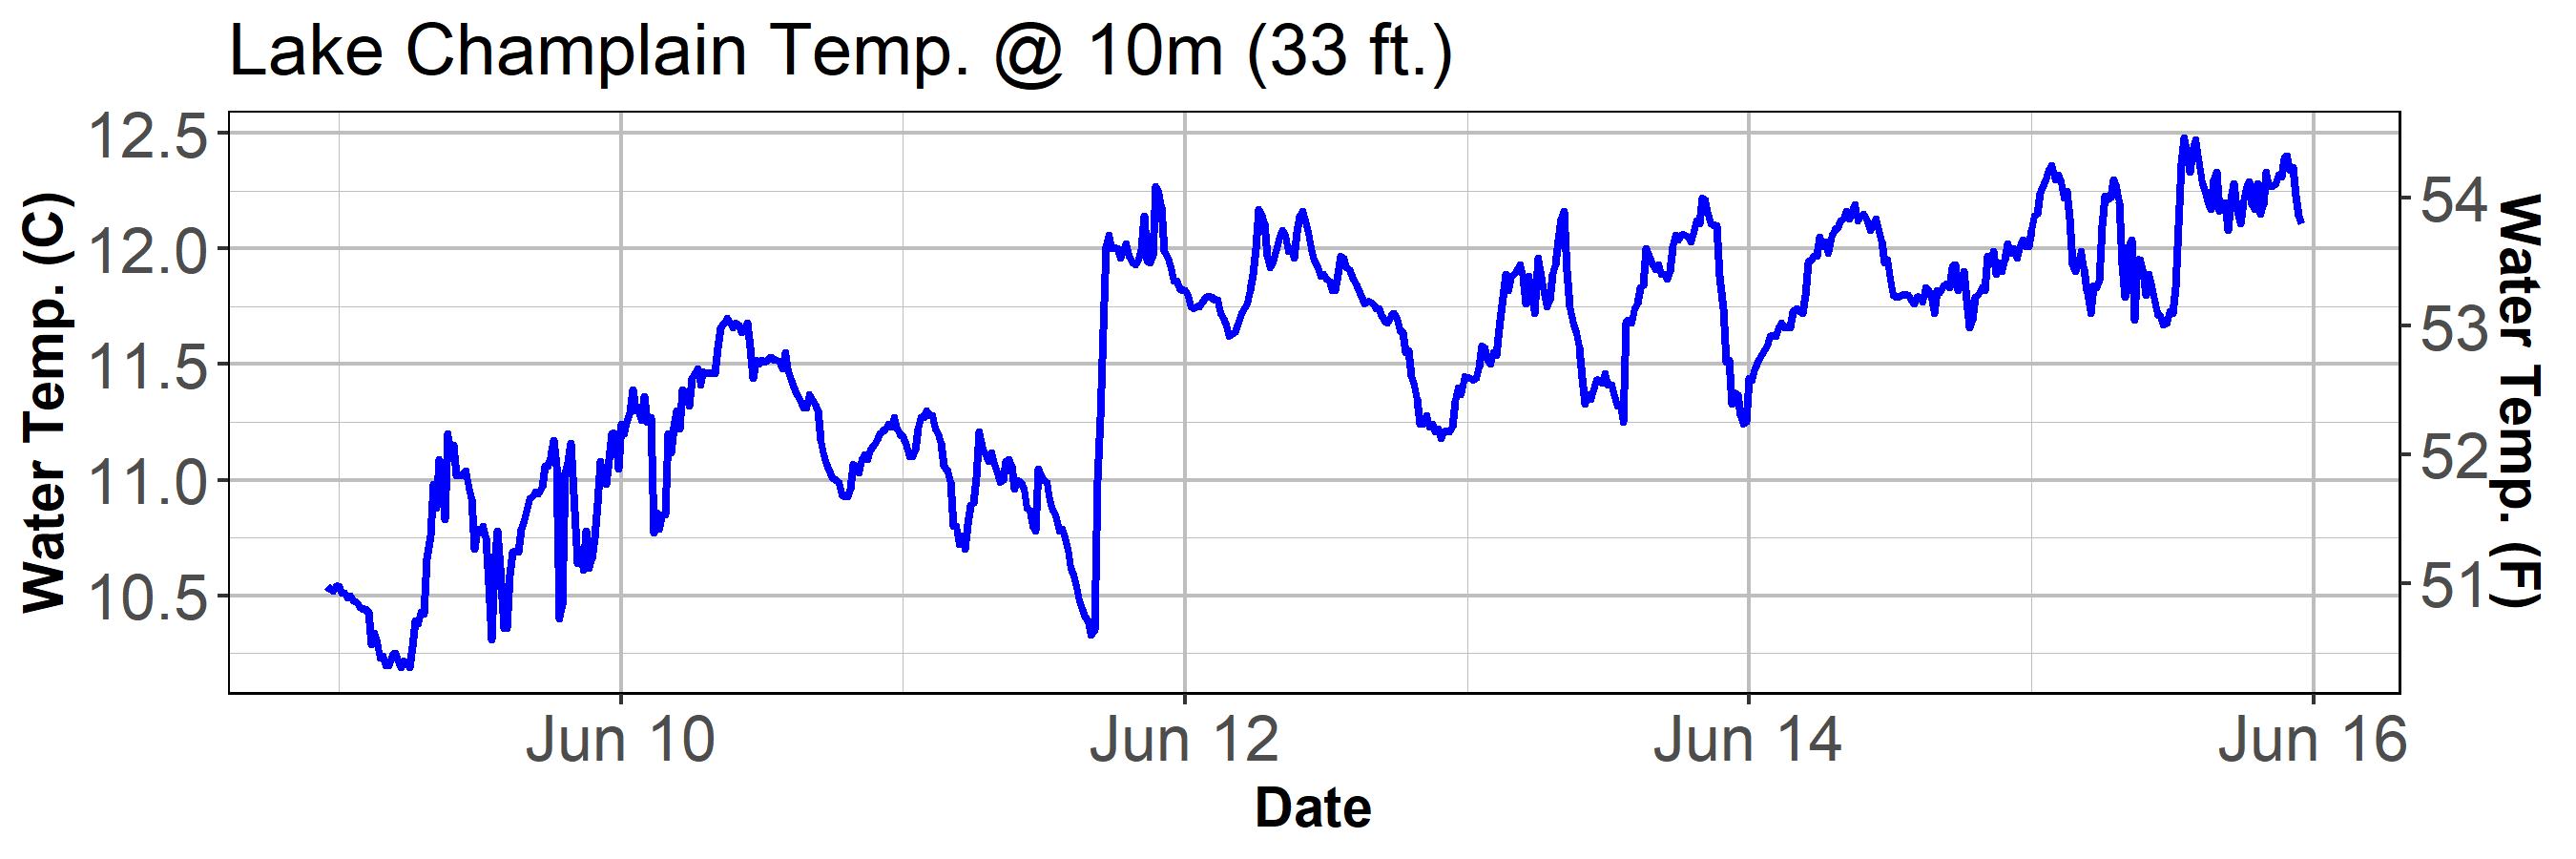 Lake Champlain Temp. @ 10m (33 ft.)
Water Temp. (C)
12.5
12.0
11.5
11.0
10.5
54
53
52
51
Water Temp. (F)
Jun 10
Jun 12
Jun 14
Jun 16
Date